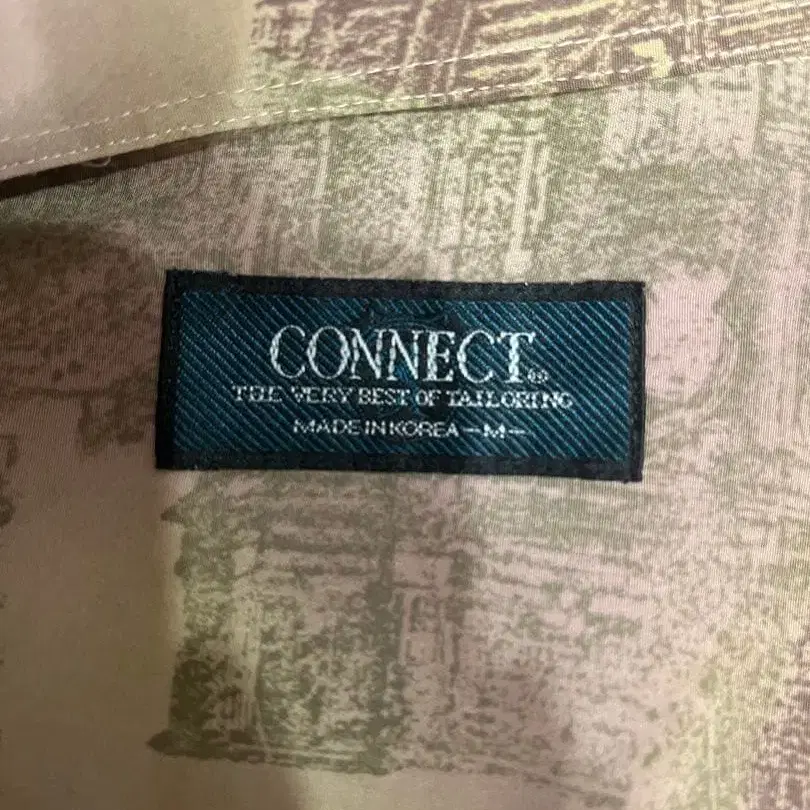 CONNECT®
THE VERY BEST OF TAILORING
MADE IN KOREA -M-